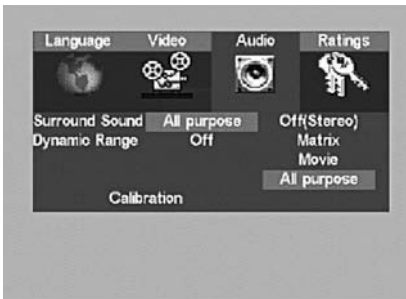 Language Video Audio Ratings
Surround Sound All purpose Off(Stereo)
Dynamic Range Off Matrix
Movie
All purpose
Calibration